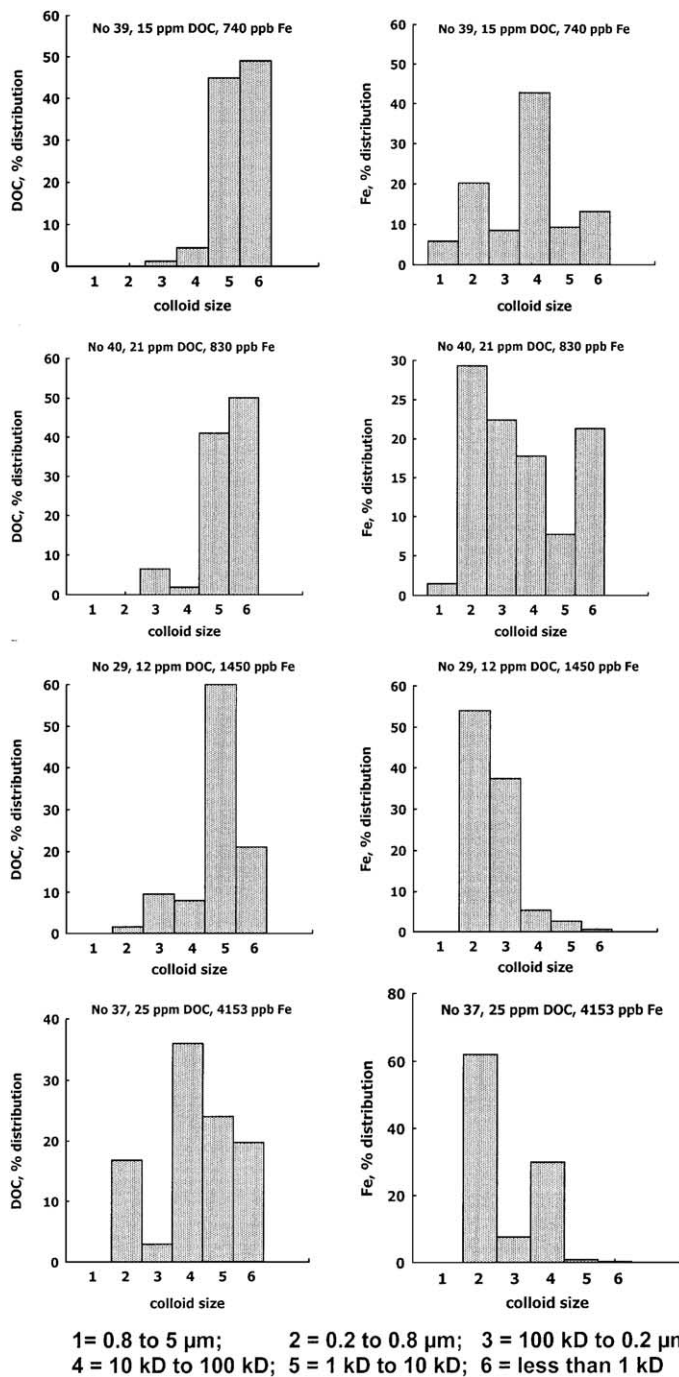 No 39, 15 ppm DOC, 740 ppb Fe
DOC, % distribution
60
50
40
30
20
10
0
1 2 3 4 5 6
colloid size
No 39, 15 ppm DOC, 740 ppb Fe
Fe, % distribution
60
50
40
30
20
10
0
1 2 3 4 5 6
colloid size
No 40, 21 ppm DOC, 830 ppb Fe
DOC, % distribution
60
50
40
30
20
10
0
1 2 3 4 5 6
colloid size
No 40, 21 ppm DOC, 830 ppb Fe
Fe, % distribution
30
25
20
15
10
5
0
1 2 3 4 5 6
colloid size
No 29, 12 ppm DOC, 1450 ppb Fe
DOC, % distribution
60
50
40
30
20
10
0
1 2 3 4 5 6
colloid size
No 29, 12 ppm DOC, 1450 ppb Fe
Fe, % distribution
60
50
40
30
20
10
0
1 2 3 4 5 6
colloid size
No 37, 25 ppm DOC, 4153 ppb Fe
DOC, % distribution
40
30
20
10
0
1 2 3 4 5 6
colloid size
No 37, 25 ppm DOC, 4153 ppb Fe
Fe, % distribution
80
60
40
20
0
1 2 3 4 5 6
colloid size
1= 0.8 to 5 µm; 2 = 0.2 to 0.8 µm; 3 = 100 kD to 0.2
4 = 10 kD to 100 kD; 5 = 1 kD to 10 kD; 6 = less than 1 kD